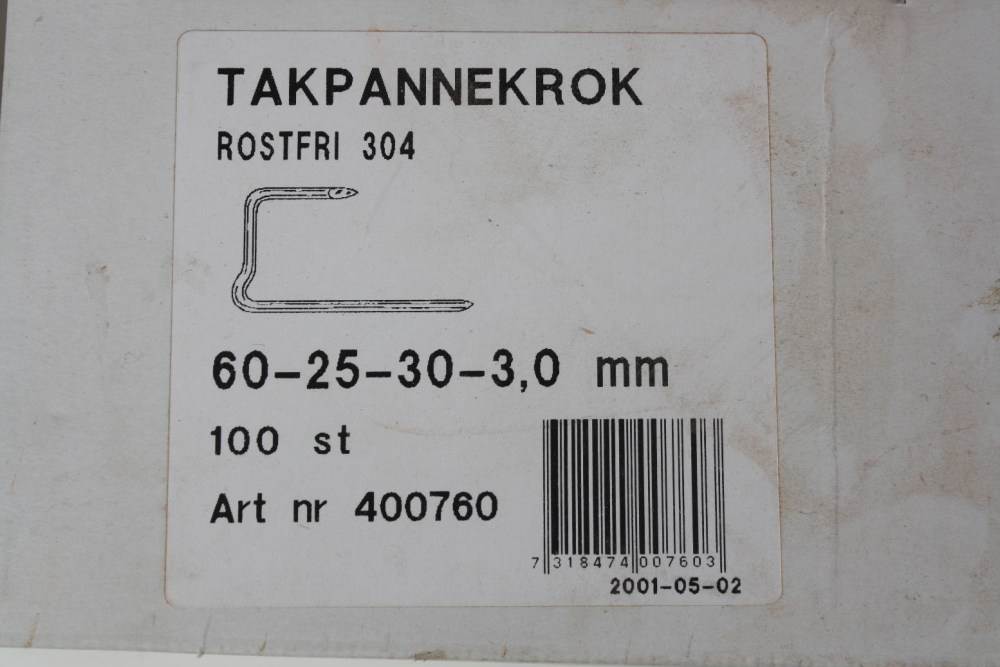 TAKPANNEKROK
ROSTFRI 304
60-25-30-3,0 mm
100 st
Art nr 400760
7 318474 007603
2001-05-02